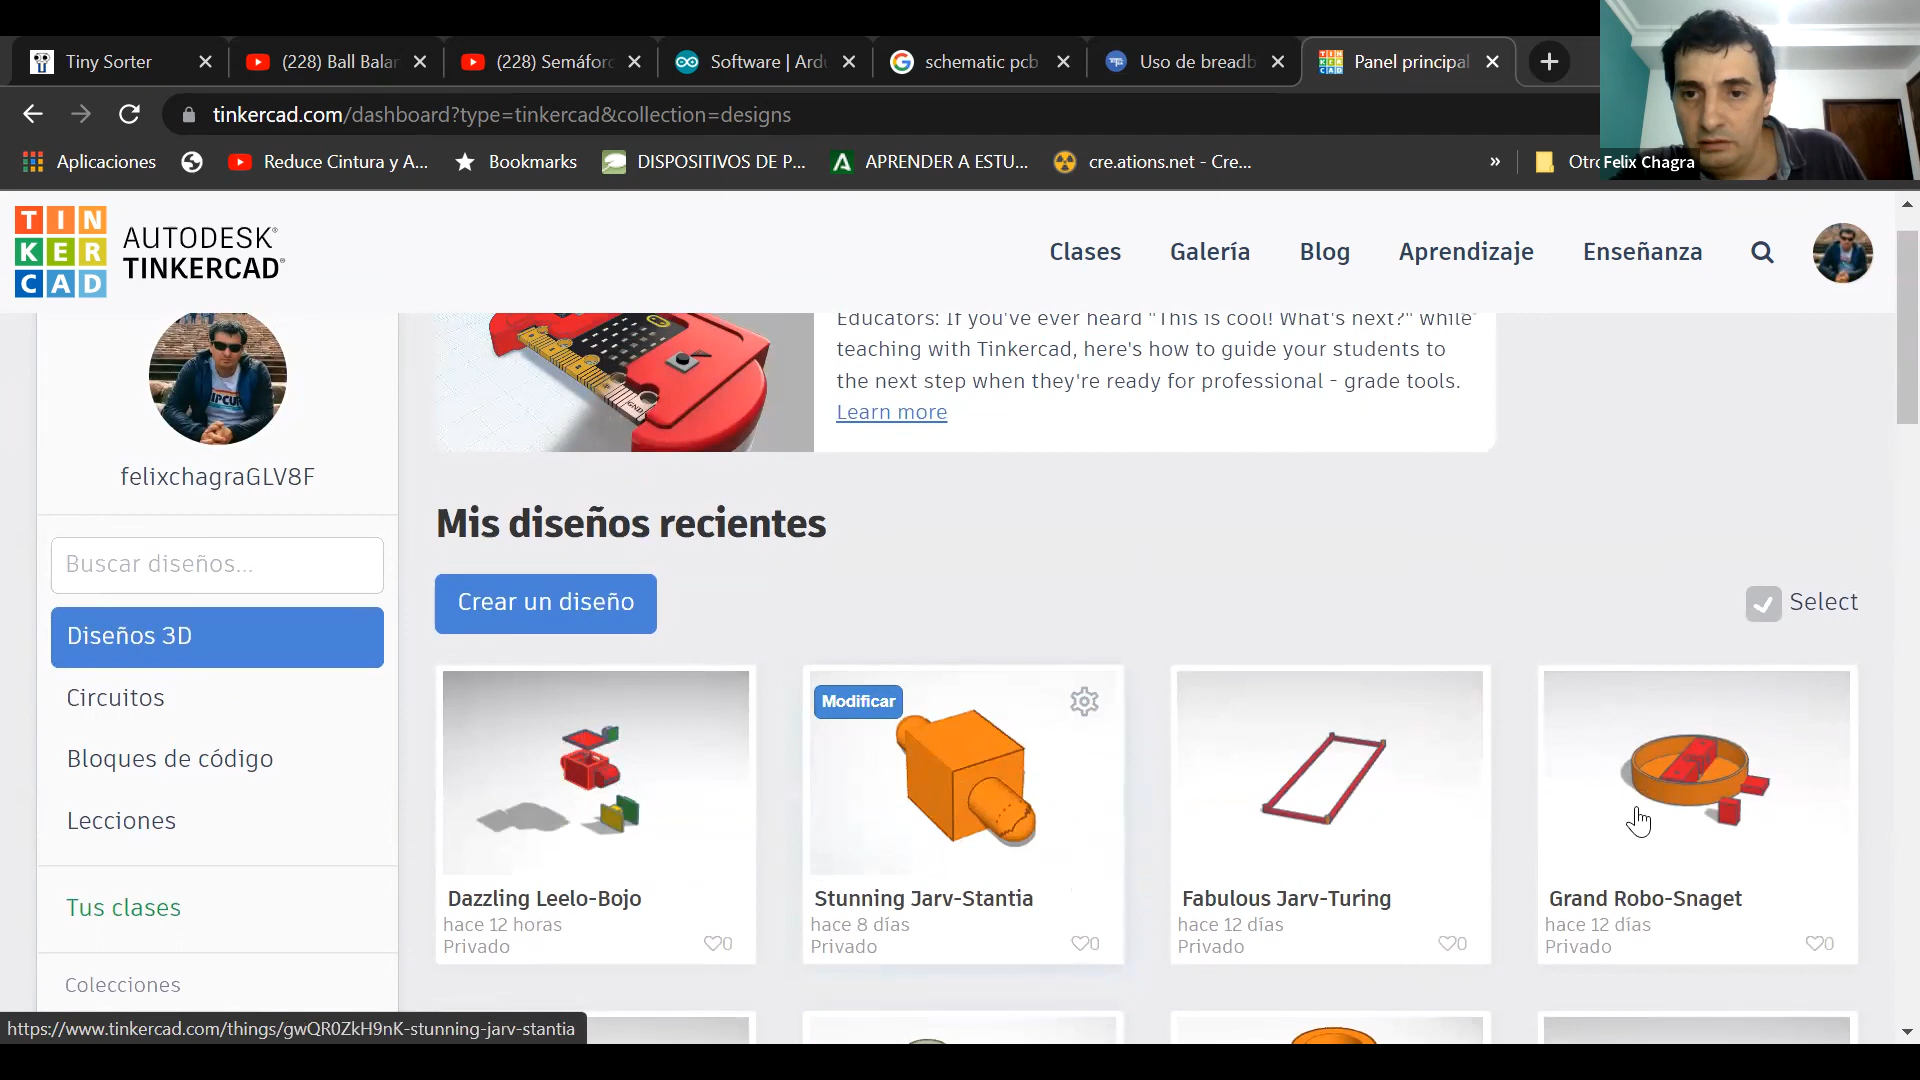 Tiny Sorter
(228) Ball Balar
(228) Semáforo
Software | Ardu
schematic pcb
Uso de breadb
Panel principal
tinkercad.com/dashboard?type=tinkercad&collection=designs
Aplicaciones
Reduce Cintura y A...
Bookmarks
DISPOSITIVOS DE P...
APRENDER A ESTU...
cre.ations.net - Cre...
»
Otro
Felix Chagra
TIN
KER
CAD
AUTODESK®
TINKERCAD®
Clases
Galería
Blog
Aprendizaje
Enseñanza
Educators: If you've ever heard "This is cool! What's next?" while
teaching with Tinkercad, here's how to guide your students to
the next step when they're ready for professional - grade tools.
Learn more
GND
RIPCURL
felixchagraGLV8F
Buscar diseños...
Diseños 3D
Circuitos
Bloques de código
Lecciones
Tus clases
Colecciones
Mis diseños recientes
Crear un diseño
Select
Modificar
Dazzling Leelo-Bojo
hace 12 horas
Privado
0
Stunning Jarv-Stantia
hace 8 días
Privado
0
Fabulous Jarv-Turing
hace 12 días
Privado
0
Grand Robo-Snaget
hace 12 días
Privado
0
https://www.tinkercad.com/things/gwQR0ZkH9nK-stunning-jarv-stantia